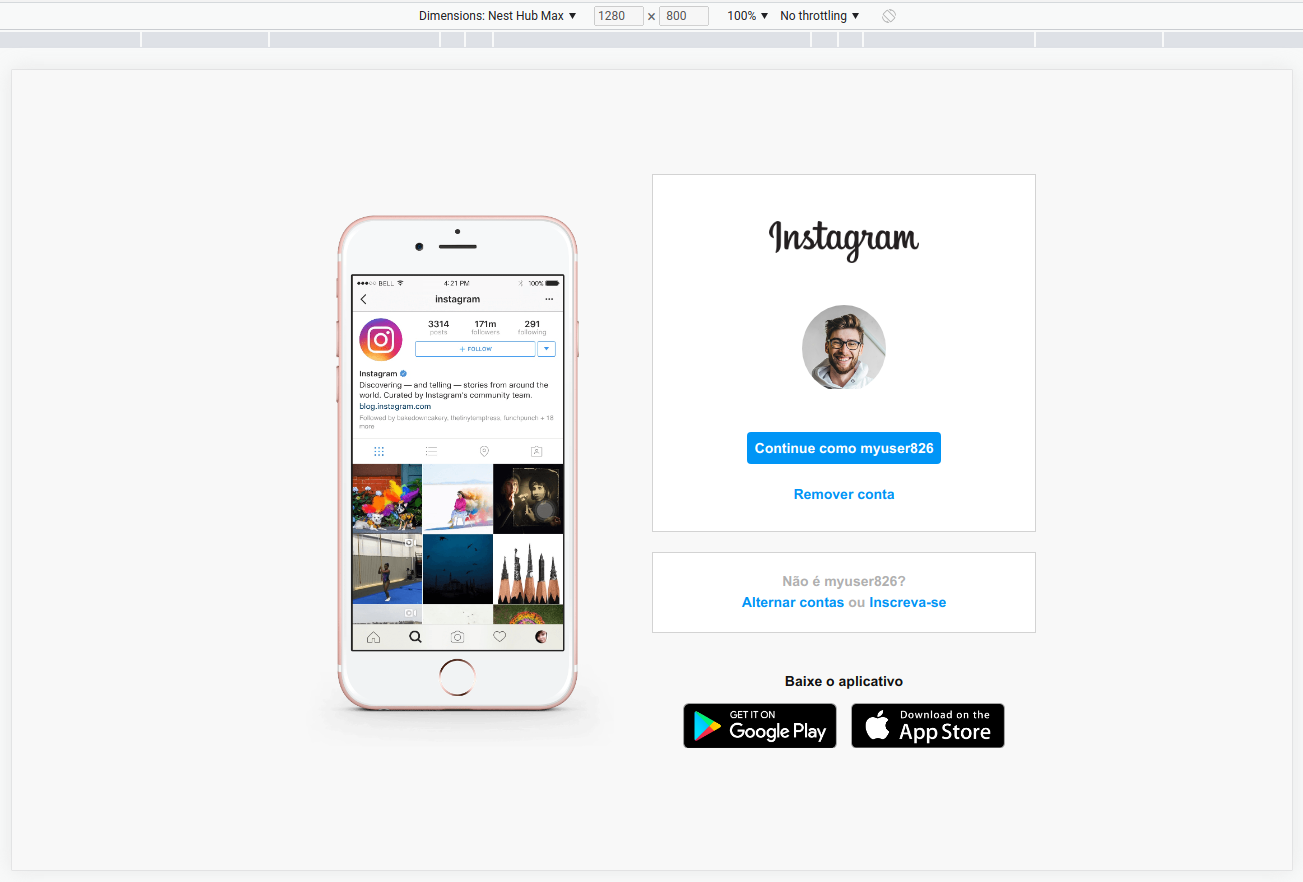 Dimensions: Nest Hub Max ▼ 1280 x 800 100% ▼ No throttling ▼
BELL 4:21 PM 100%
instagram
3314 171m 291
posts followers following
+ FOLLOW
Instagram
Discovering — and telling — stories from around the
world. Curated by Instagram's community team.
blog.instagram.com
Followed by thetinytemptress, funchpunch + 18
more
Instagram
Continue como myuser826
Remover conta
Não é myuser826?
Alternar contas ou Inscreva-se
Baixe o aplicativo
GET IT ON
Google Play
Download on the
App Store